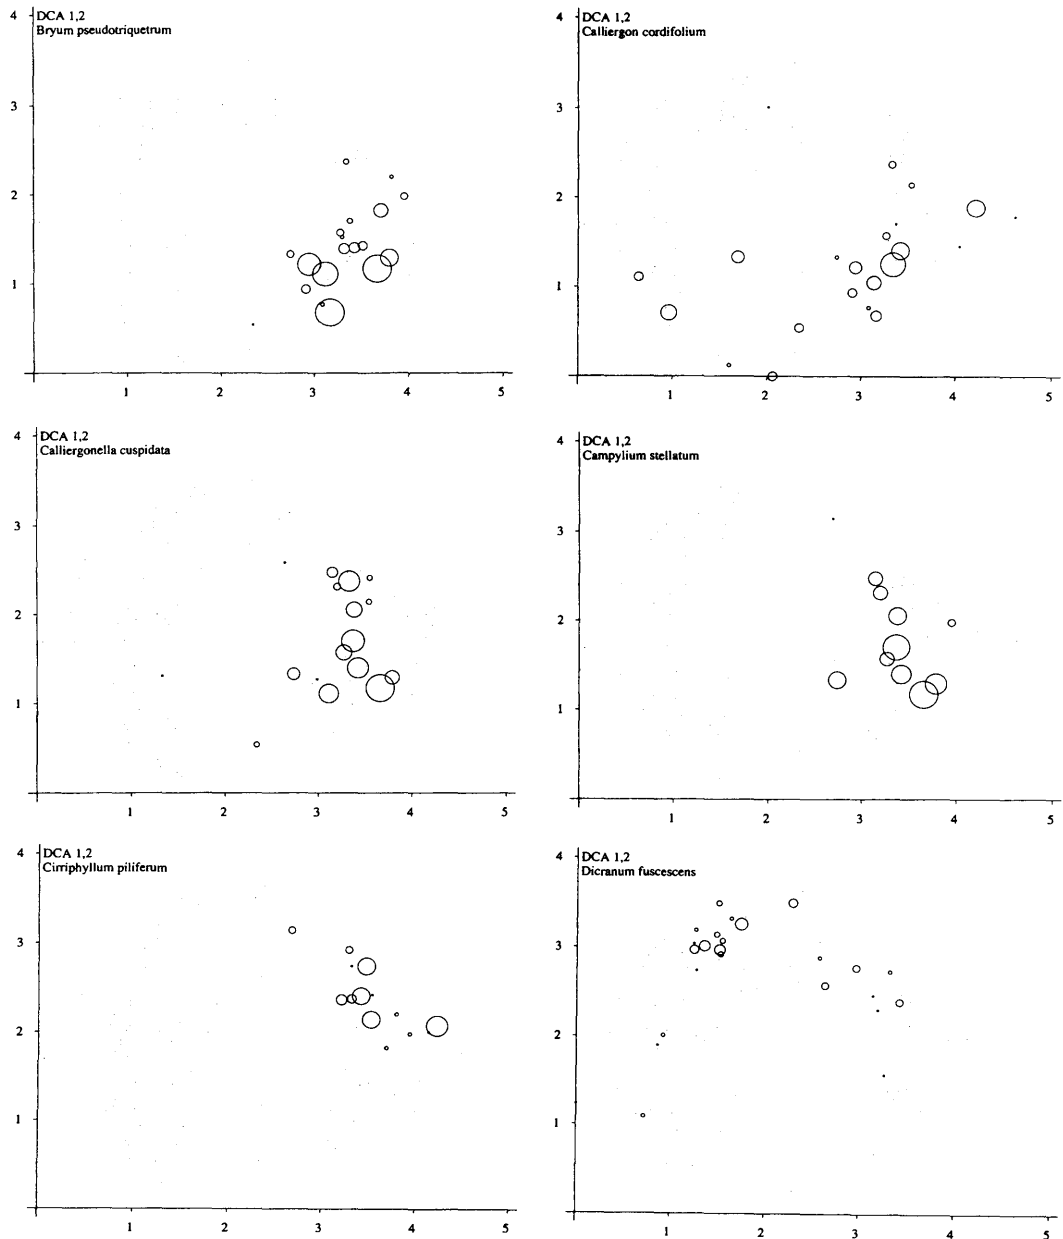 4
DCA 1,2
Bryum pseudotriquetrum
3
2
1
1 2 3 4 5
4
DCA 1,2
Calliergon cordifolium
3
2
1
1 2 3 4 5
4
DCA 1,2
Calliergonella cuspidata
3
2
1
1 2 3 4 5
4
DCA 1,2
Campylium stellatum
3
2
1
1 2 3 4 5
4
DCA 1,2
Cirriphyllum piliferum
3
2
1
1 2 3 4 5
4
DCA 1,2
Dicranum fuscescens
3
2
1
1 2 3 4 5